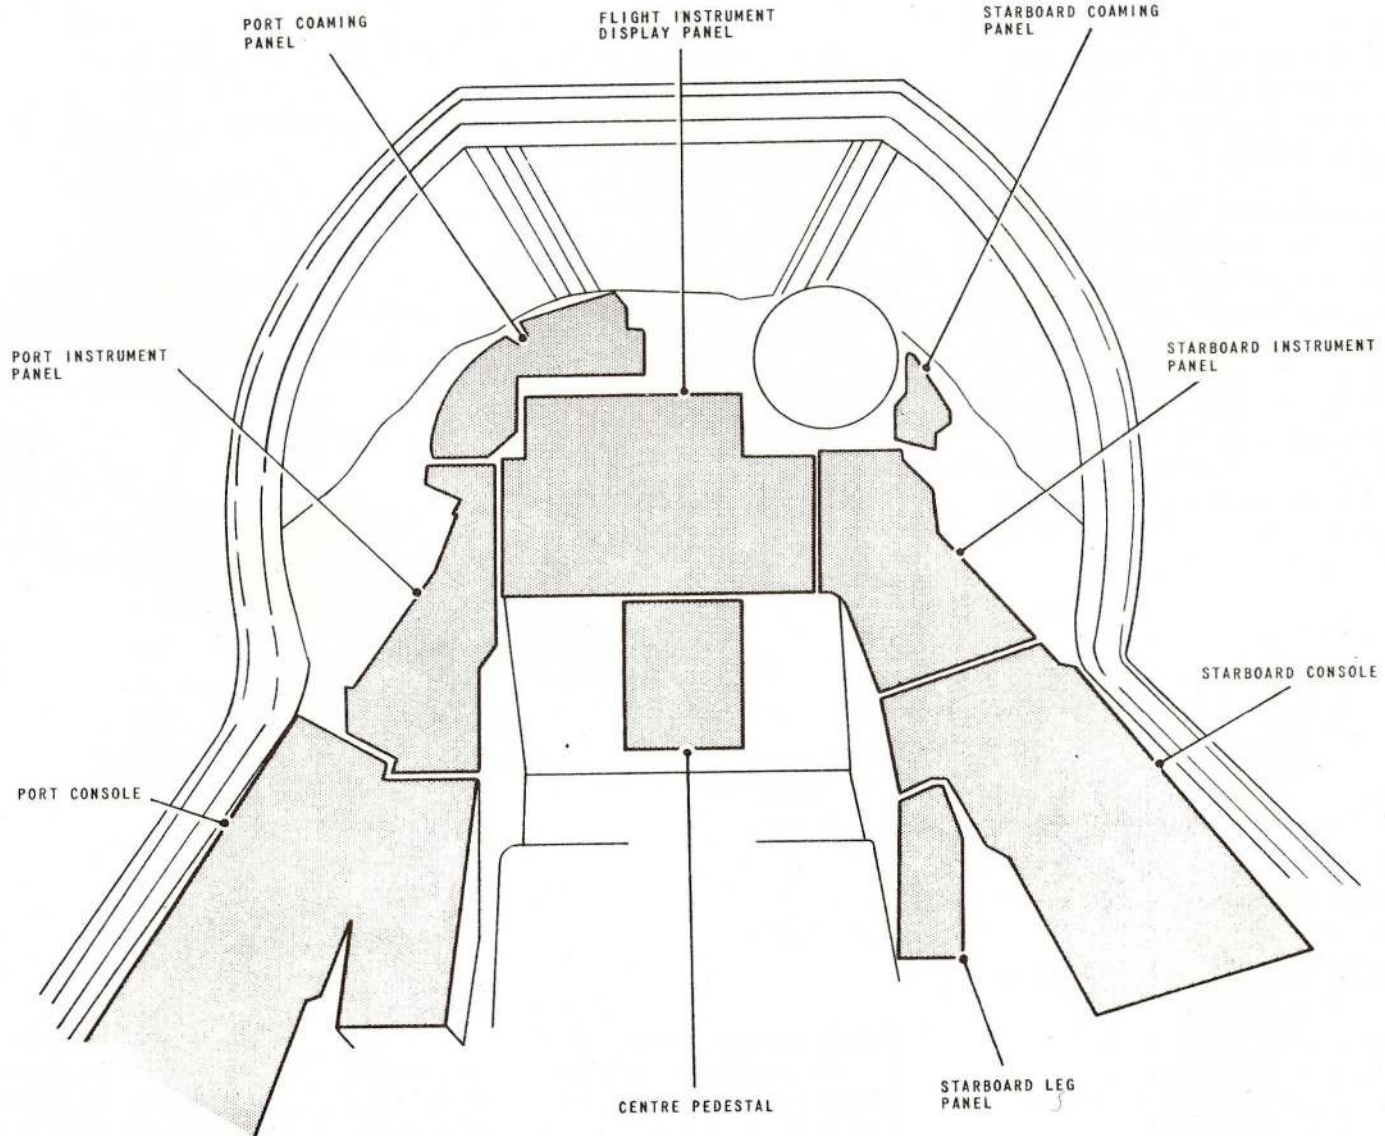 PORT COAMING
PANEL
FLIGHT INSTRUMENT
DISPLAY PANEL
STARBOARD COAMING
PANEL
PORT INSTRUMENT
PANEL
STARBOARD INSTRUMENT
PANEL
STARBOARD CONSOLE
PORT CONSOLE
CENTRE PEDESTAL
STARBOARD LEG
PANEL